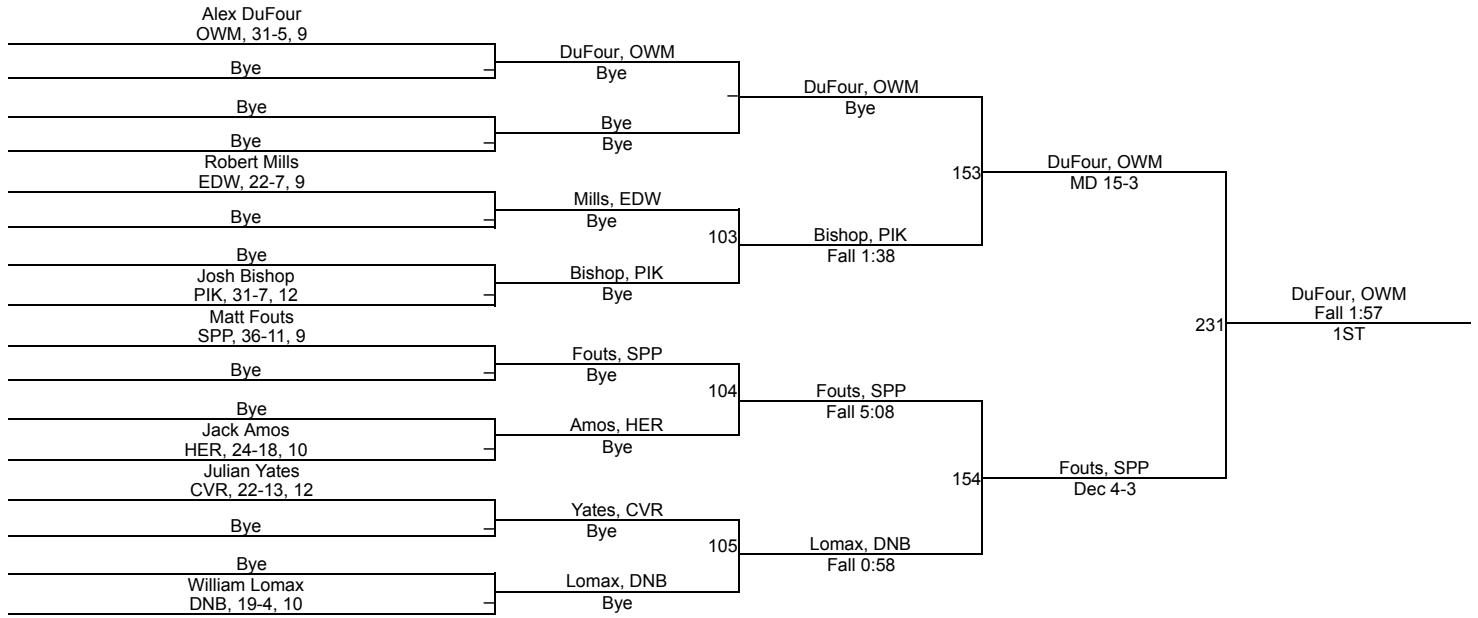 Alex DuFour
OWM, 31-5, 9
Bye
Bye
Bye
Robert Mills
EDW, 22-7, 9
Bye
Bye
Josh Bishop
PIK, 31-7, 12
Matt Fouts
SPP, 36-11, 9
Bye
Bye
Jack Amos
HER, 24-18, 10
Julian Yates
CVR, 22-13, 12
Bye
Bye
William Lomax
DNB, 19-4, 10
DuFour, OWM
Bye
Bye
Bye
Mills, EDW
Bye
103
Bishop, PIK
Bye
Fouts, SPP
Bye
104
Amos, HER
Bye
Yates, CVR
Bye
105
Lomax, DNB
Bye
DuFour, OWM
Bye
153
Bishop, PIK
Fall 1:38
Fouts, SPP
Fall 5:08
154
Lomax, DNB
Fall 0:58
DuFour, OWM
MD 15-3
231
Fouts, SPP
Dec 4-3
DuFour, OWM
Fall 1:57
1ST